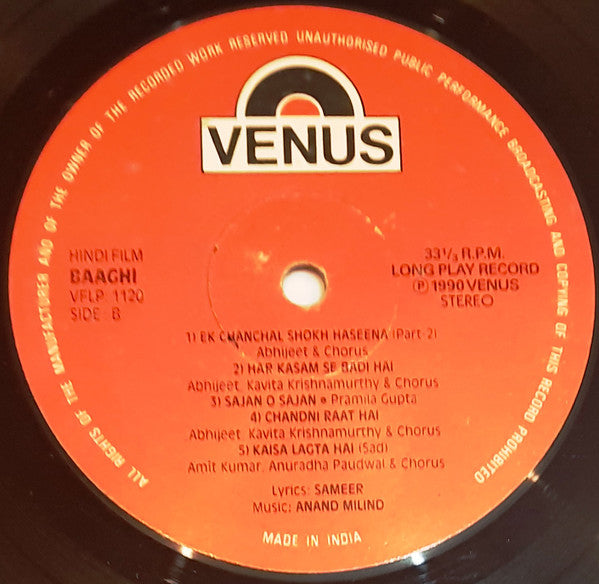 ALL RIGHTS OF THE MANUFACTURER AND OF THE OWNER OF THE RECORDED WORK RESERVED UNAUTHORISED PUBLIC PERFORMANCE BROADCASTING AND COPYING OF THIS RECORD PROHIBITED
VENUS
HINDI FILM
BAAGHI
VFLP 1120
SIDE - B
33⅓ R.P.M.
LONG PLAY RECORD
℗ 1990 VENUS
STEREO
1) EK CHANCHAL SHOKH HASEENA (Part-2)
Abhijeet & Chorus
2) HAR KASAM SE BADI HAI
Abhijeet, Kavita Krishnamurthy & Chorus
3) SAJAN O SAJAN • Pramila Gupta
4) CHANDNI RAAT HAI
Abhijeet, Kavita Krishnamurthy & Chorus
5) KAISA LAGTA HAI (Sad)
Amit Kumar, Anuradha Paudwal & Chorus
Lyrics: SAMEER
Music: ANAND MILIND
MADE IN INDIA